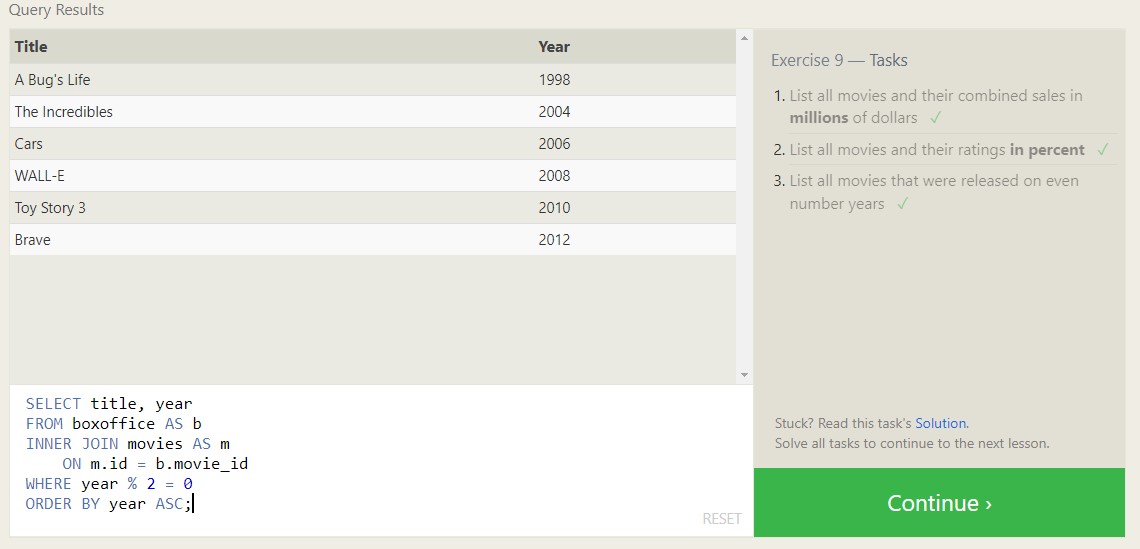 Query Results
Title Year
A Bug's Life 1998
The Incredibles 2004
Cars 2006
WALL-E 2008
Toy Story 3 2010
Brave 2012
SELECT title, year
FROM boxoffice AS b
INNER JOIN movies AS m
    ON m.id = b.movie_id
WHERE year % 2 = 0
ORDER BY year ASC;
RESET
Exercise 9 — Tasks
1. List all movies and their combined sales in
millions of dollars ✓
2. List all movies and their ratings in percent ✓
3. List all movies that were released on even
number years ✓
Stuck? Read this task's Solution.
Solve all tasks to continue to the next lesson.
Continue ›